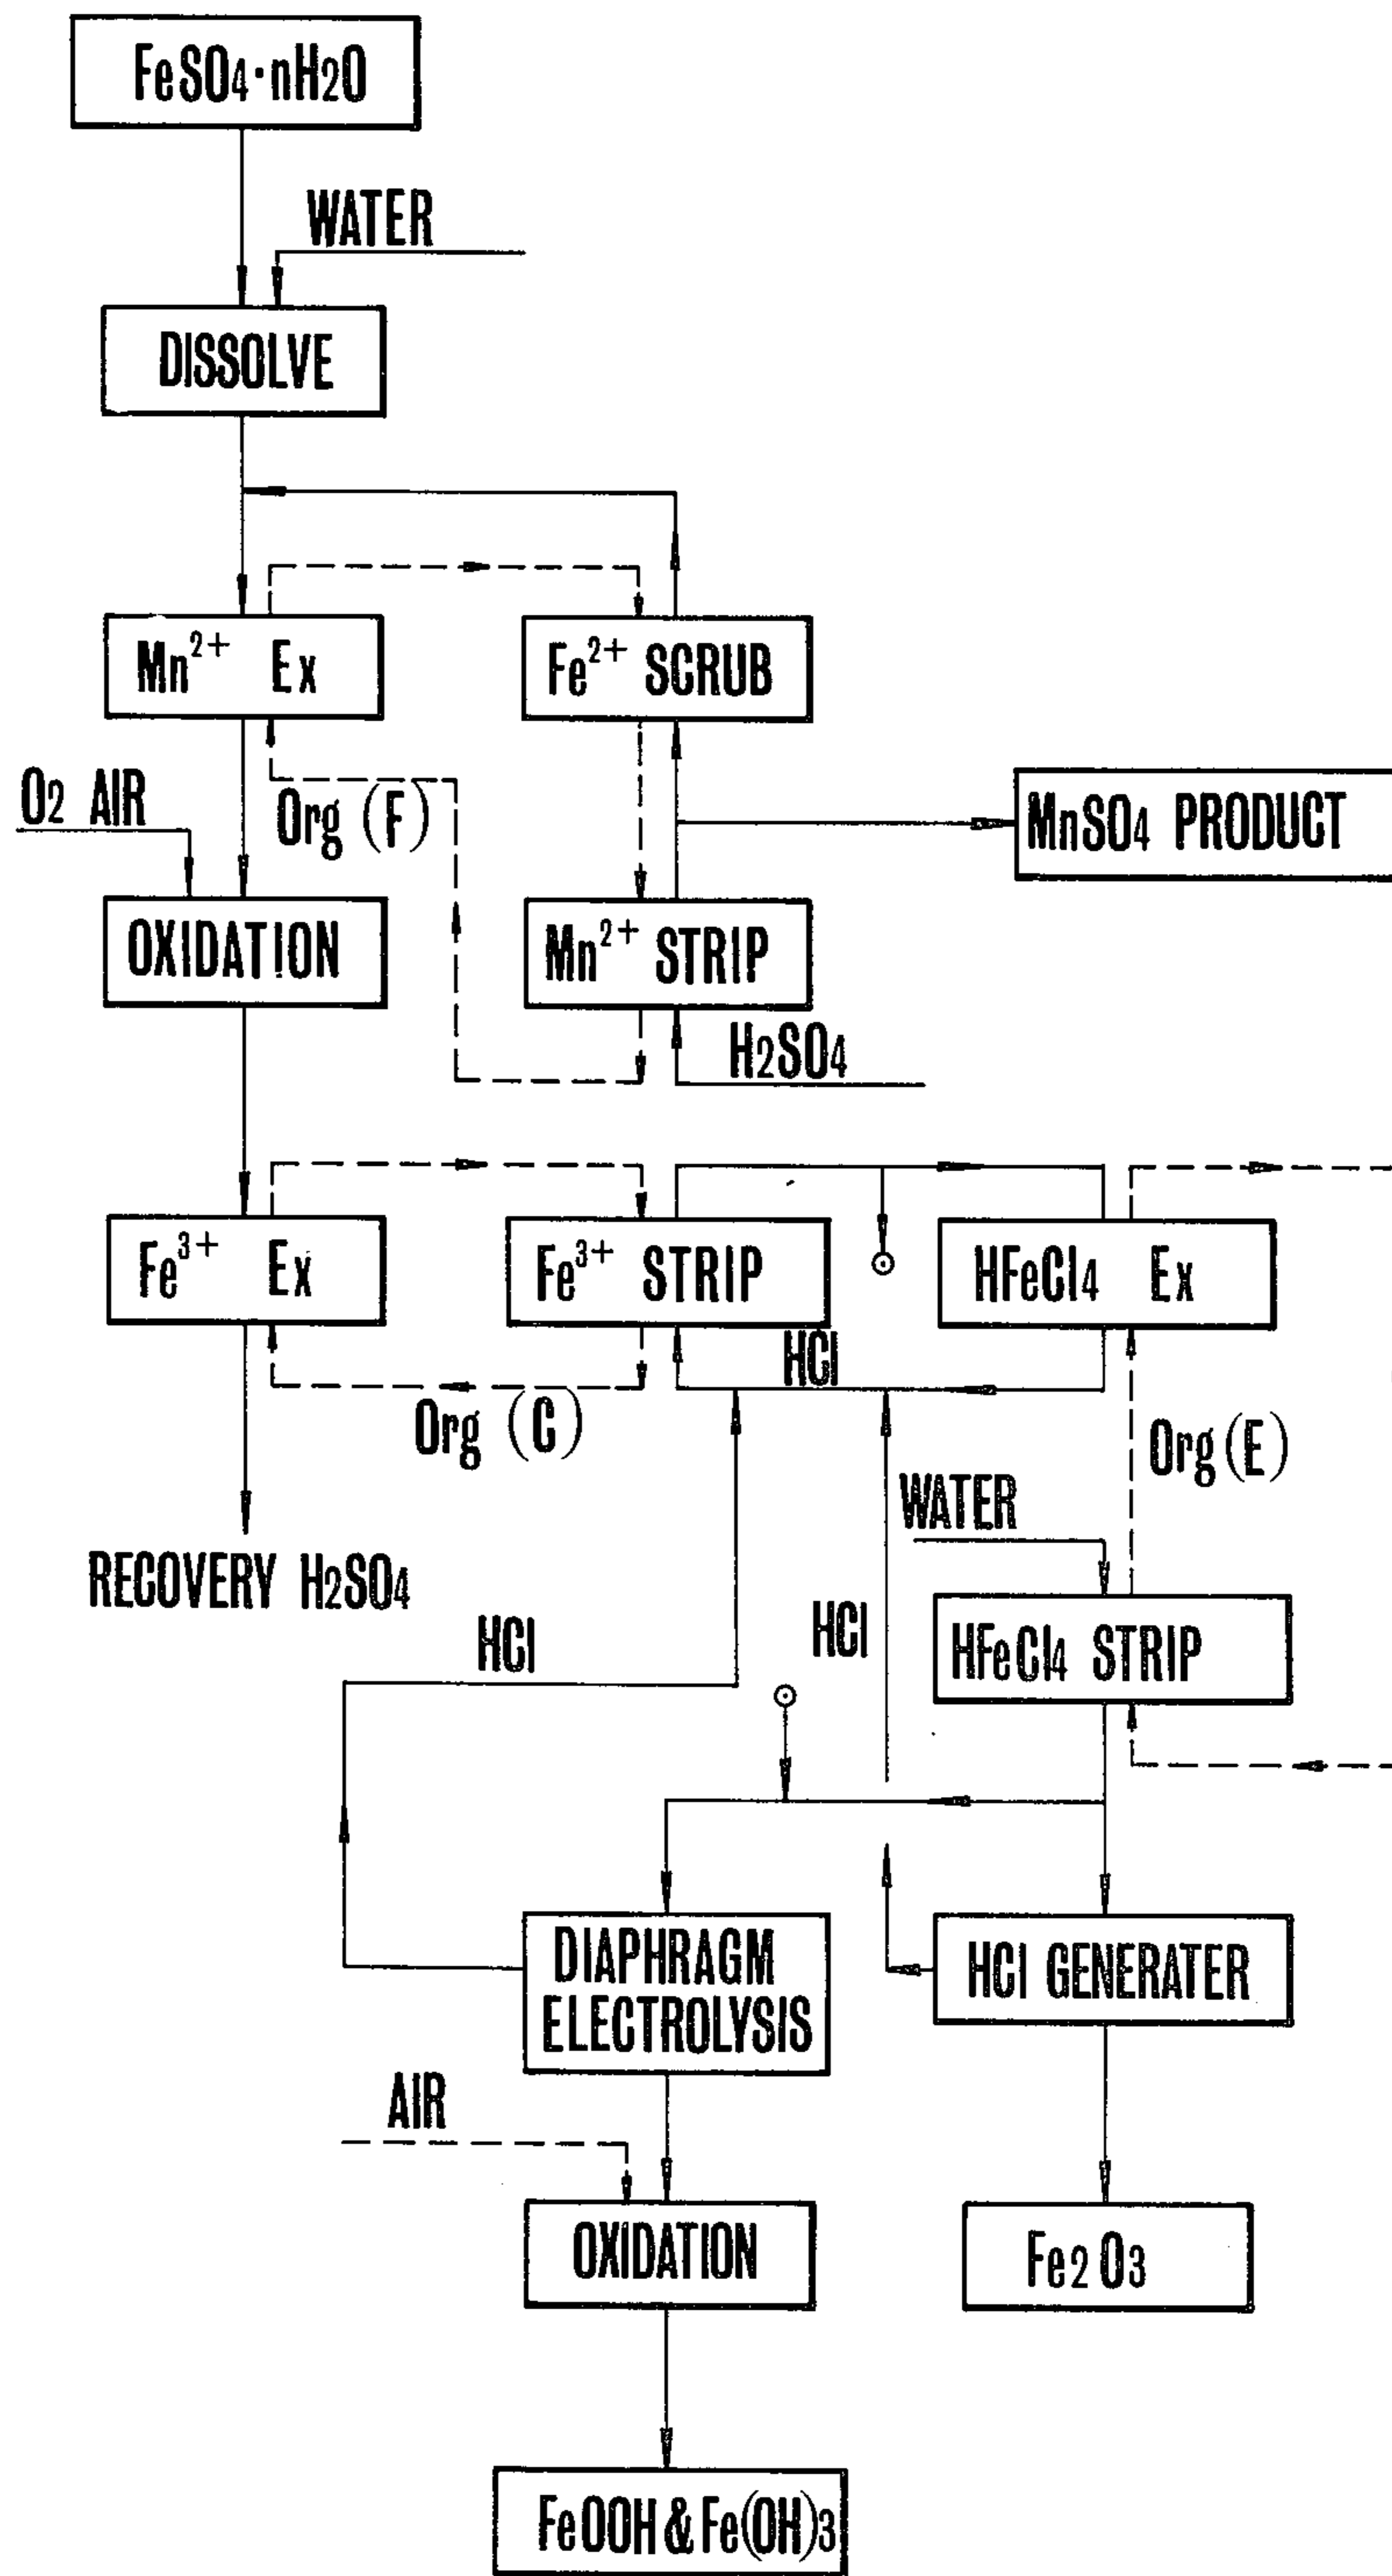 FeSO4·nH2O
WATER
DISSOLVE
Mn2+ Ex
Fe2+ SCRUB
O2 AIR
Org (F)
MnSO4 PRODUCT
OXIDATION
Mn2+ STRIP
H2SO4
Fe3+ Ex
Fe3+ STRIP
HFeCl4 Ex
HCl
Org (C)
Org (E)
WATER
RECOVERY H2SO4
HCl
HCl
HFeCl4 STRIP
DIAPHRAGM
ELECTROLYSIS
HCl GENERATER
AIR
OXIDATION
Fe2O3
FeOOH & Fe(OH)3